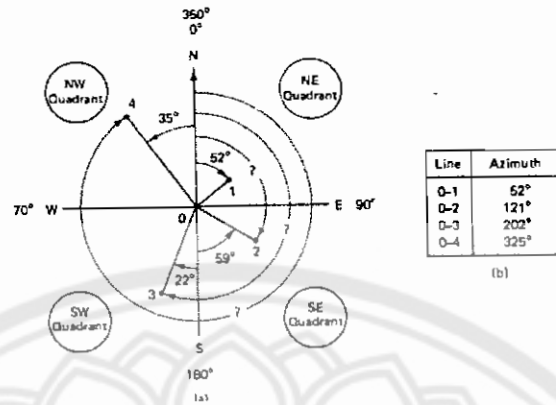 360°
0°
N
NW
Quadrant
NE
Quadrant
4
35°
52°
?
1
70° W
0
E 90°
?
2
59°
22°
3
?
SW
Quadrant
SE
Quadrant
S
180°
(a)
Line Azimuth
0-1 52°
0-2 121°
0-3 202°
0-4 325°
(b)